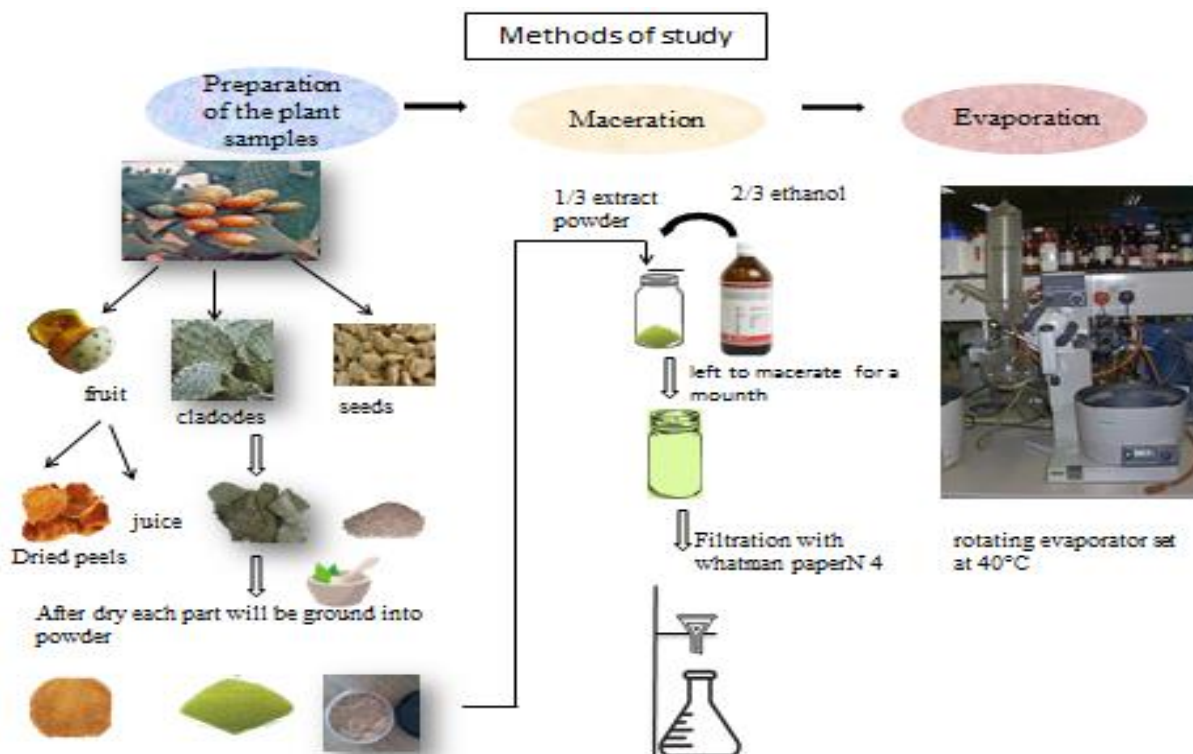 Methods of study
Preparation
of the plant
samples
Maceration
Evaporation
1/3 extract
powder
2/3 ethanol
fruit
cladodes
seeds
left to macerate for a
mounth
Dried peels
juice
Filtration with
whatman paperN 4
rotating evaporator set
at 40°C
After dry each part will be ground into
powder